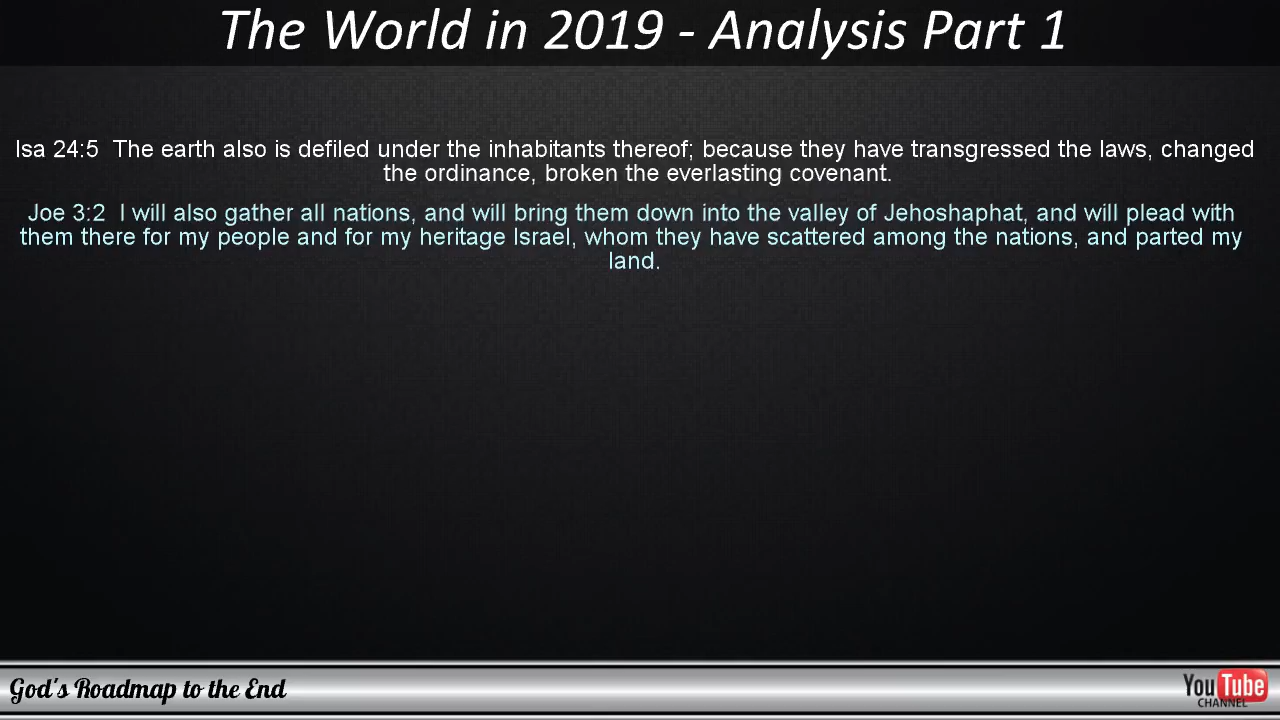 The World in 2019 - Analysis Part 1
Isa 24:5  The earth also is defiled under the inhabitants thereof; because they have transgressed the laws, changed
the ordinance, broken the everlasting covenant.
Joe 3:2  I will also gather all nations, and will bring them down into the valley of Jehoshaphat, and will plead with
them there for my people and for my heritage Israel, whom they have scattered among the nations, and parted my
land.
God's Roadmap to the End
YouTube
CHANNEL